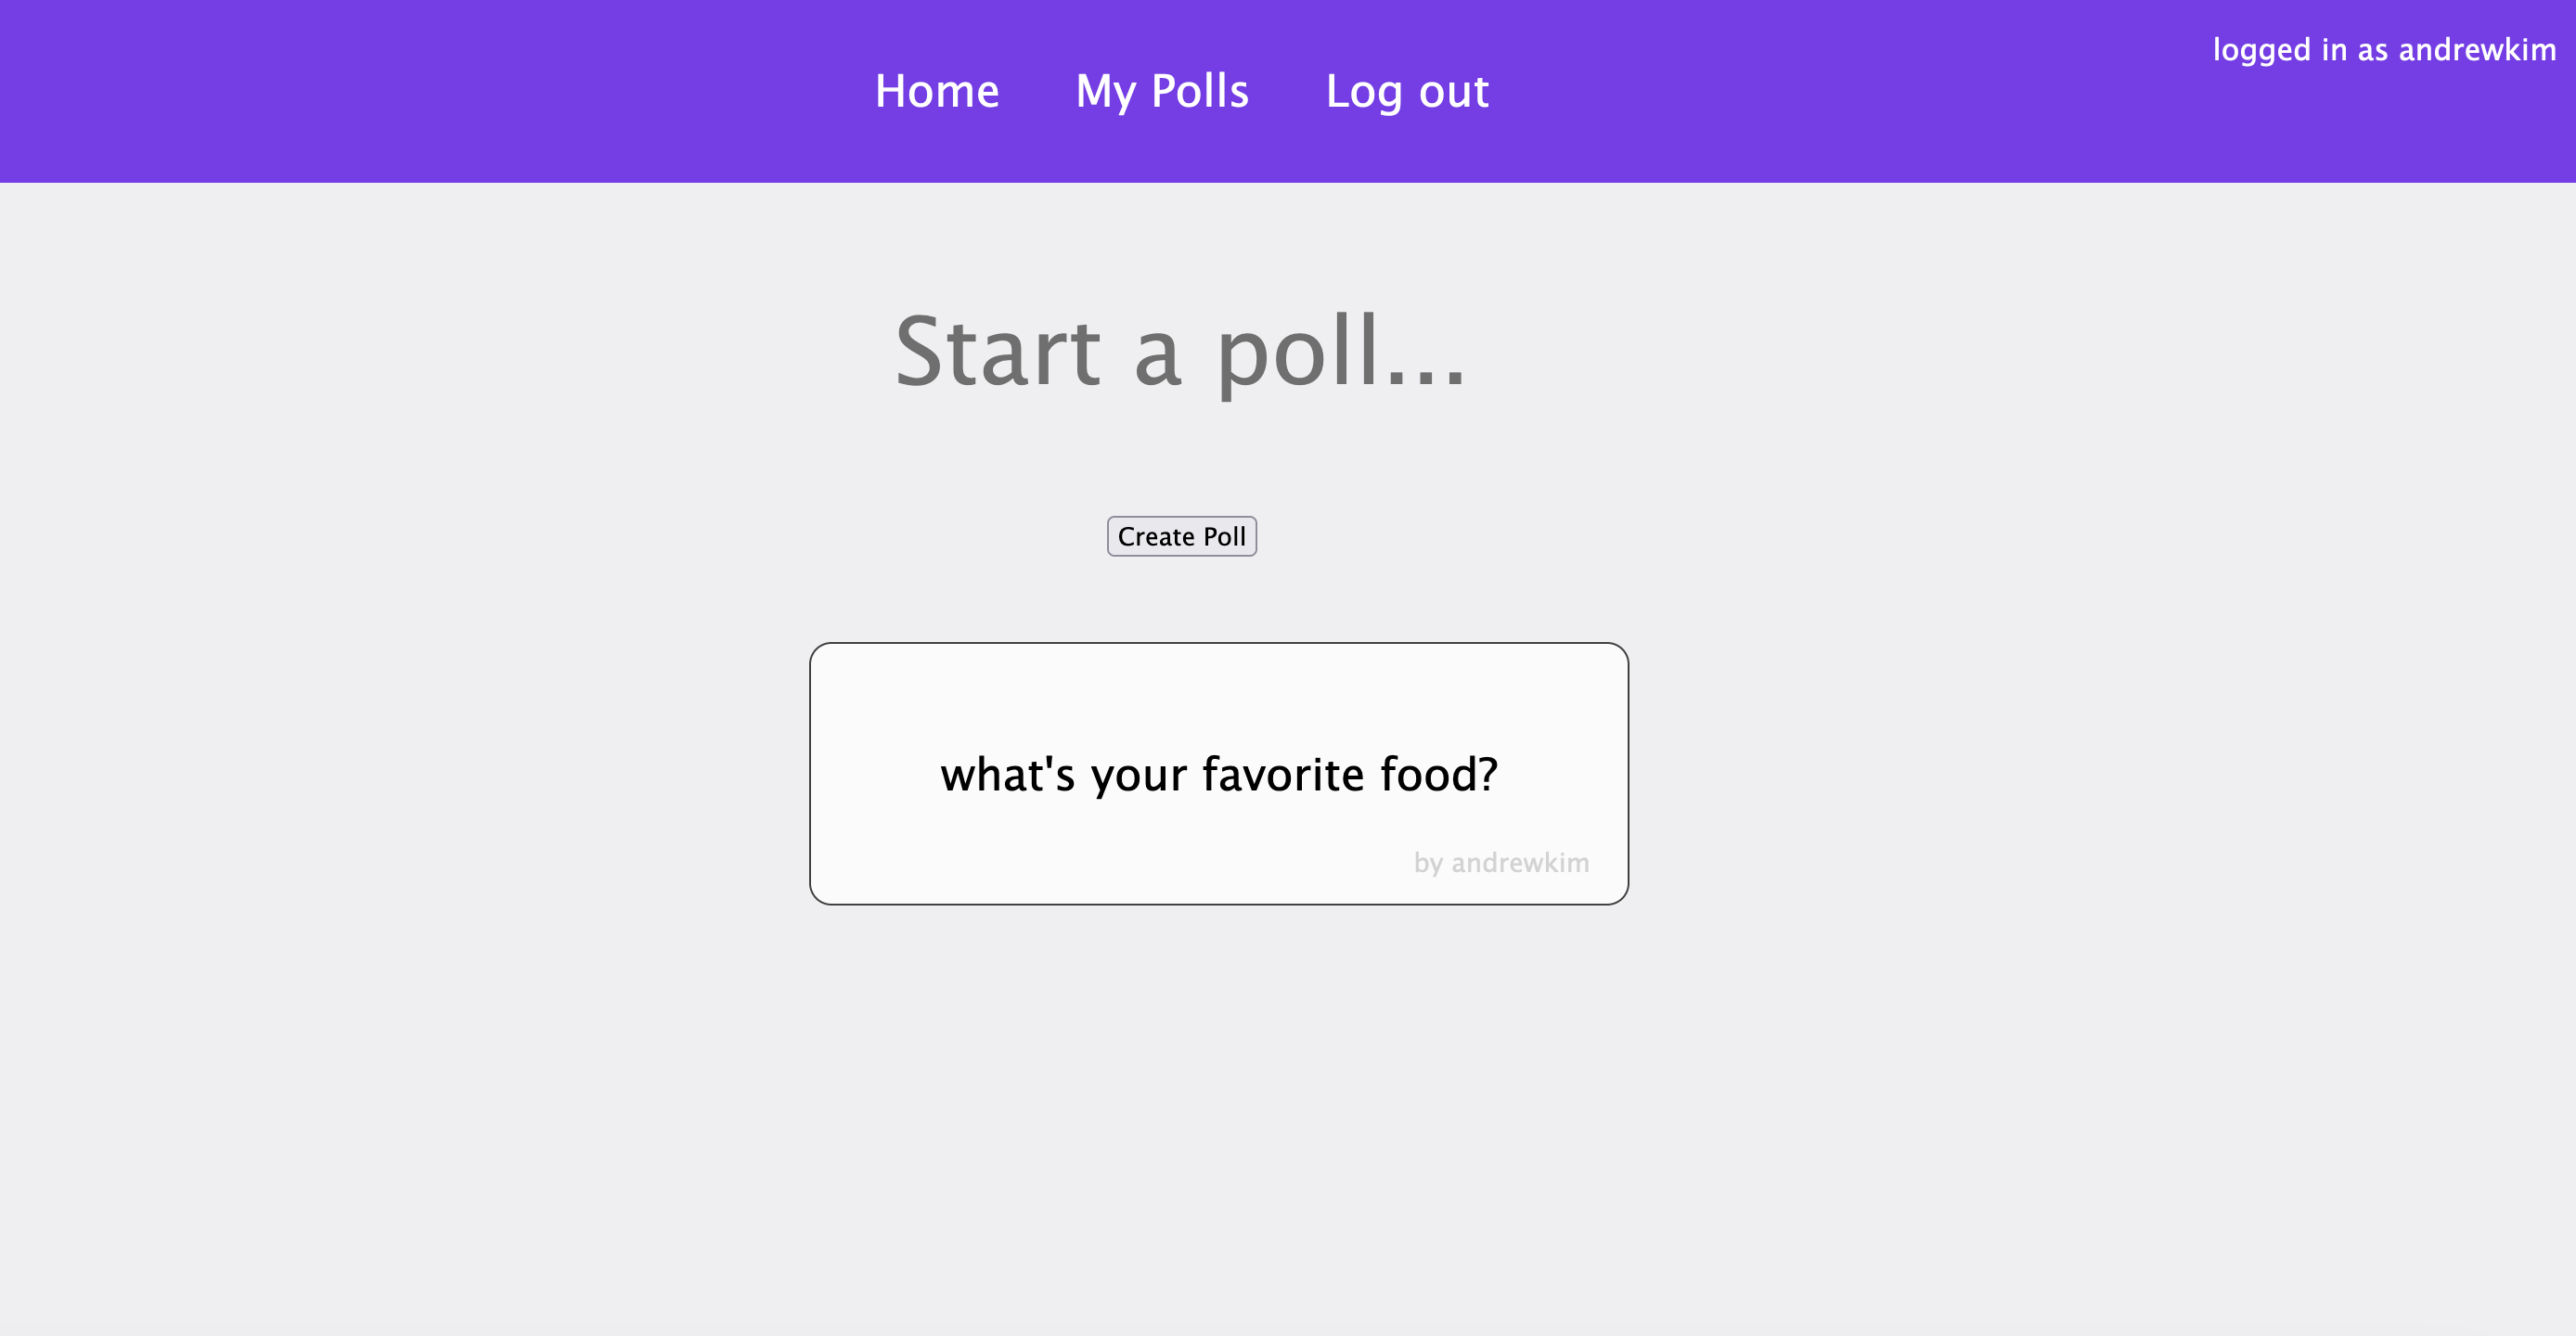 logged in as andrewkim
Home My Polls Log out
Start a poll...
Create Poll
what's your favorite food?
by andrewkim